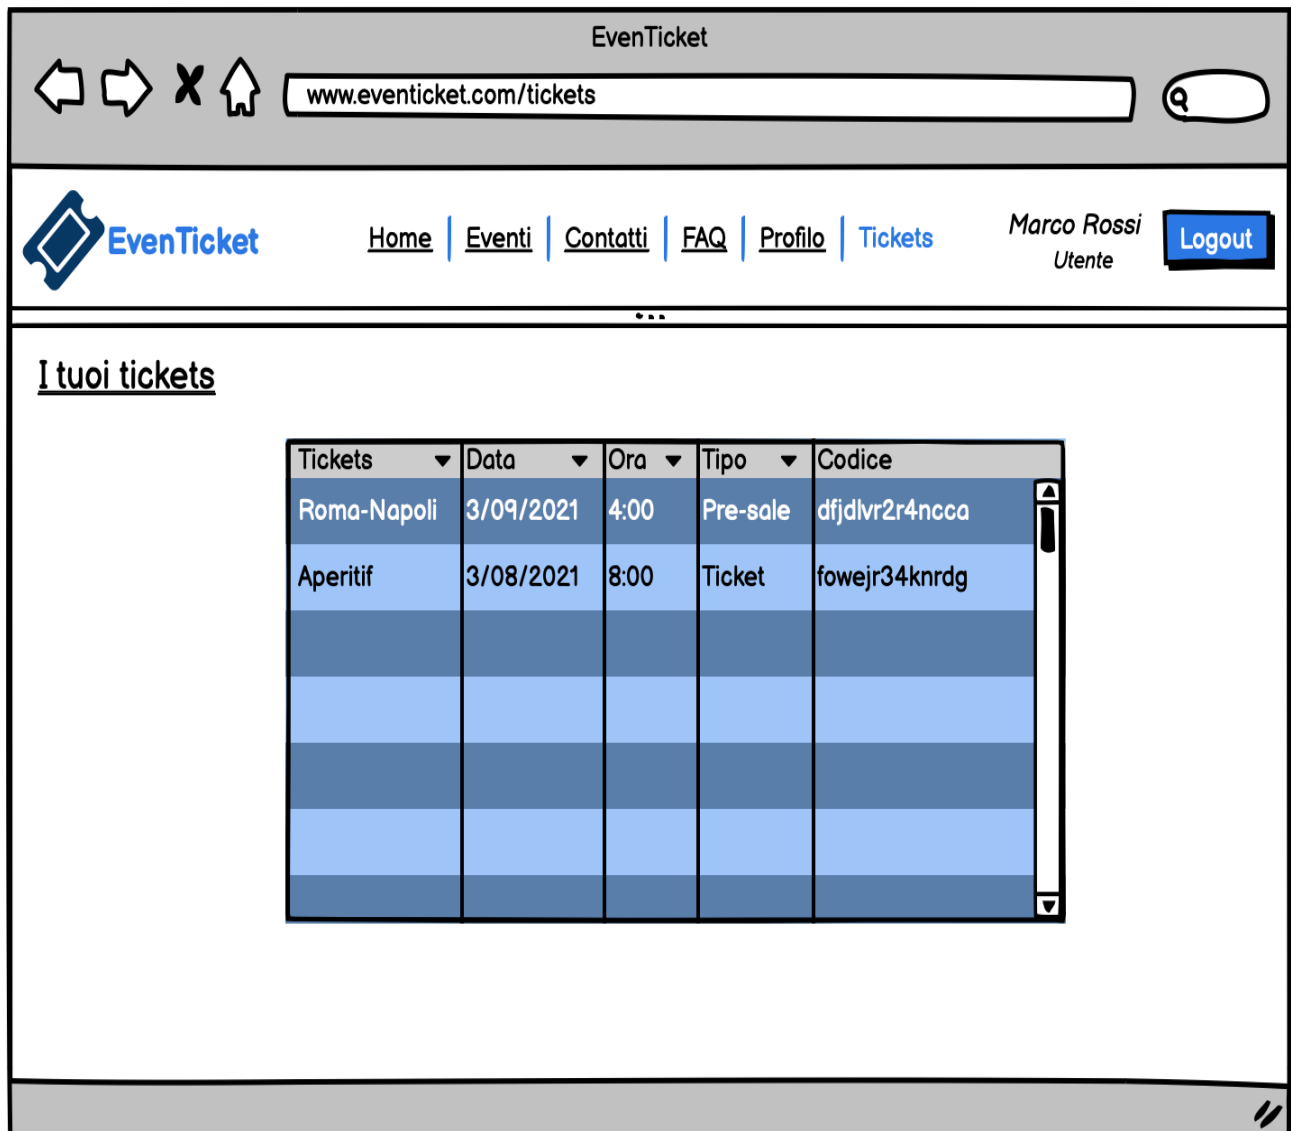 EvenTicket
www.eventicket.com/tickets
EvenTicket
Home Eventi Contatti FAQ Profilo Tickets
Marco Rossi
Utente
Logout
I tuoi tickets
Tickets Data Ora Tipo Codice
Roma-Napoli 3/09/2021 4:00 Pre-sale dfjdlvr2r4ncca
Aperitif 3/08/2021 8:00 Ticket fowejr34knrdg